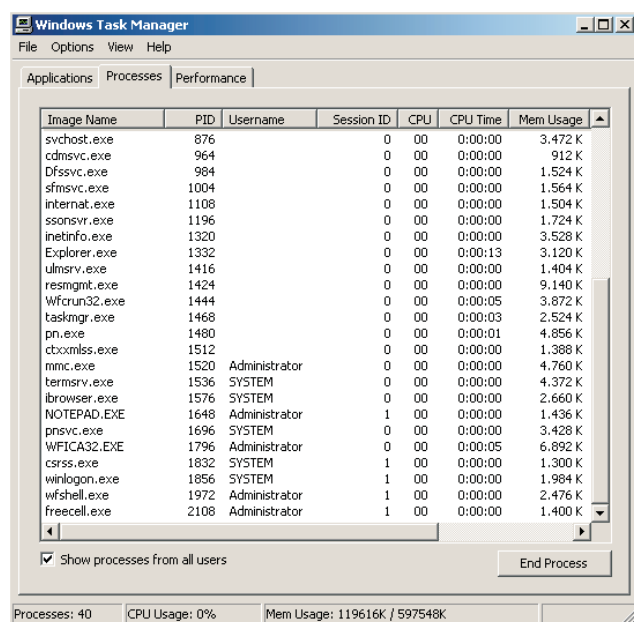 Windows Task Manager
File Options View Help
Applications Processes Performance
Image Name PID Username Session ID CPU CPU Time Mem Usage
svchost.exe 876 0 00 0:00:00 3.472 K
cdmsvc.exe 964 0 00 0:00:00 912 K
Dfssvc.exe 984 0 00 0:00:00 1.524 K
sfmsvc.exe 1004 0 00 0:00:00 1.564 K
internat.exe 1108 0 00 0:00:00 1.504 K
ssonsvr.exe 1196 0 00 0:00:00 1.724 K
inetinfo.exe 1320 0 00 0:00:00 3.528 K
Explorer.exe 1332 0 00 0:00:13 3.120 K
ulmsrv.exe 1416 0 00 0:00:00 1.404 K
resmgmt.exe 1424 0 00 0:00:00 9.140 K
Wfcrun32.exe 1444 0 00 0:00:05 3.872 K
taskmgr.exe 1468 0 00 0:00:03 2.524 K
pn.exe 1480 0 00 0:00:01 4.856 K
ctxxmlss.exe 1512 0 00 0:00:00 1.388 K
mmc.exe 1520 Administrator 0 00 0:00:00 4.760 K
termsrv.exe 1536 SYSTEM 0 00 0:00:00 4.372 K
ibrowser.exe 1576 SYSTEM 0 00 0:00:00 2.660 K
NOTEPAD.EXE 1648 Administrator 1 00 0:00:00 1.436 K
pnsvc.exe 1696 SYSTEM 0 00 0:00:00 3.428 K
WFICA32.EXE 1796 Administrator 0 00 0:00:05 6.892 K
csrss.exe 1832 SYSTEM 1 00 0:00:00 1.300 K
winlogon.exe 1856 SYSTEM 1 00 0:00:00 1.984 K
wfshell.exe 1972 Administrator 1 00 0:00:00 2.476 K
freecell.exe 2108 Administrator 1 00 0:00:00 1.400 K
Show processes from all users
End Process
Processes: 40 CPU Usage: 0% Mem Usage: 119616K / 597548K